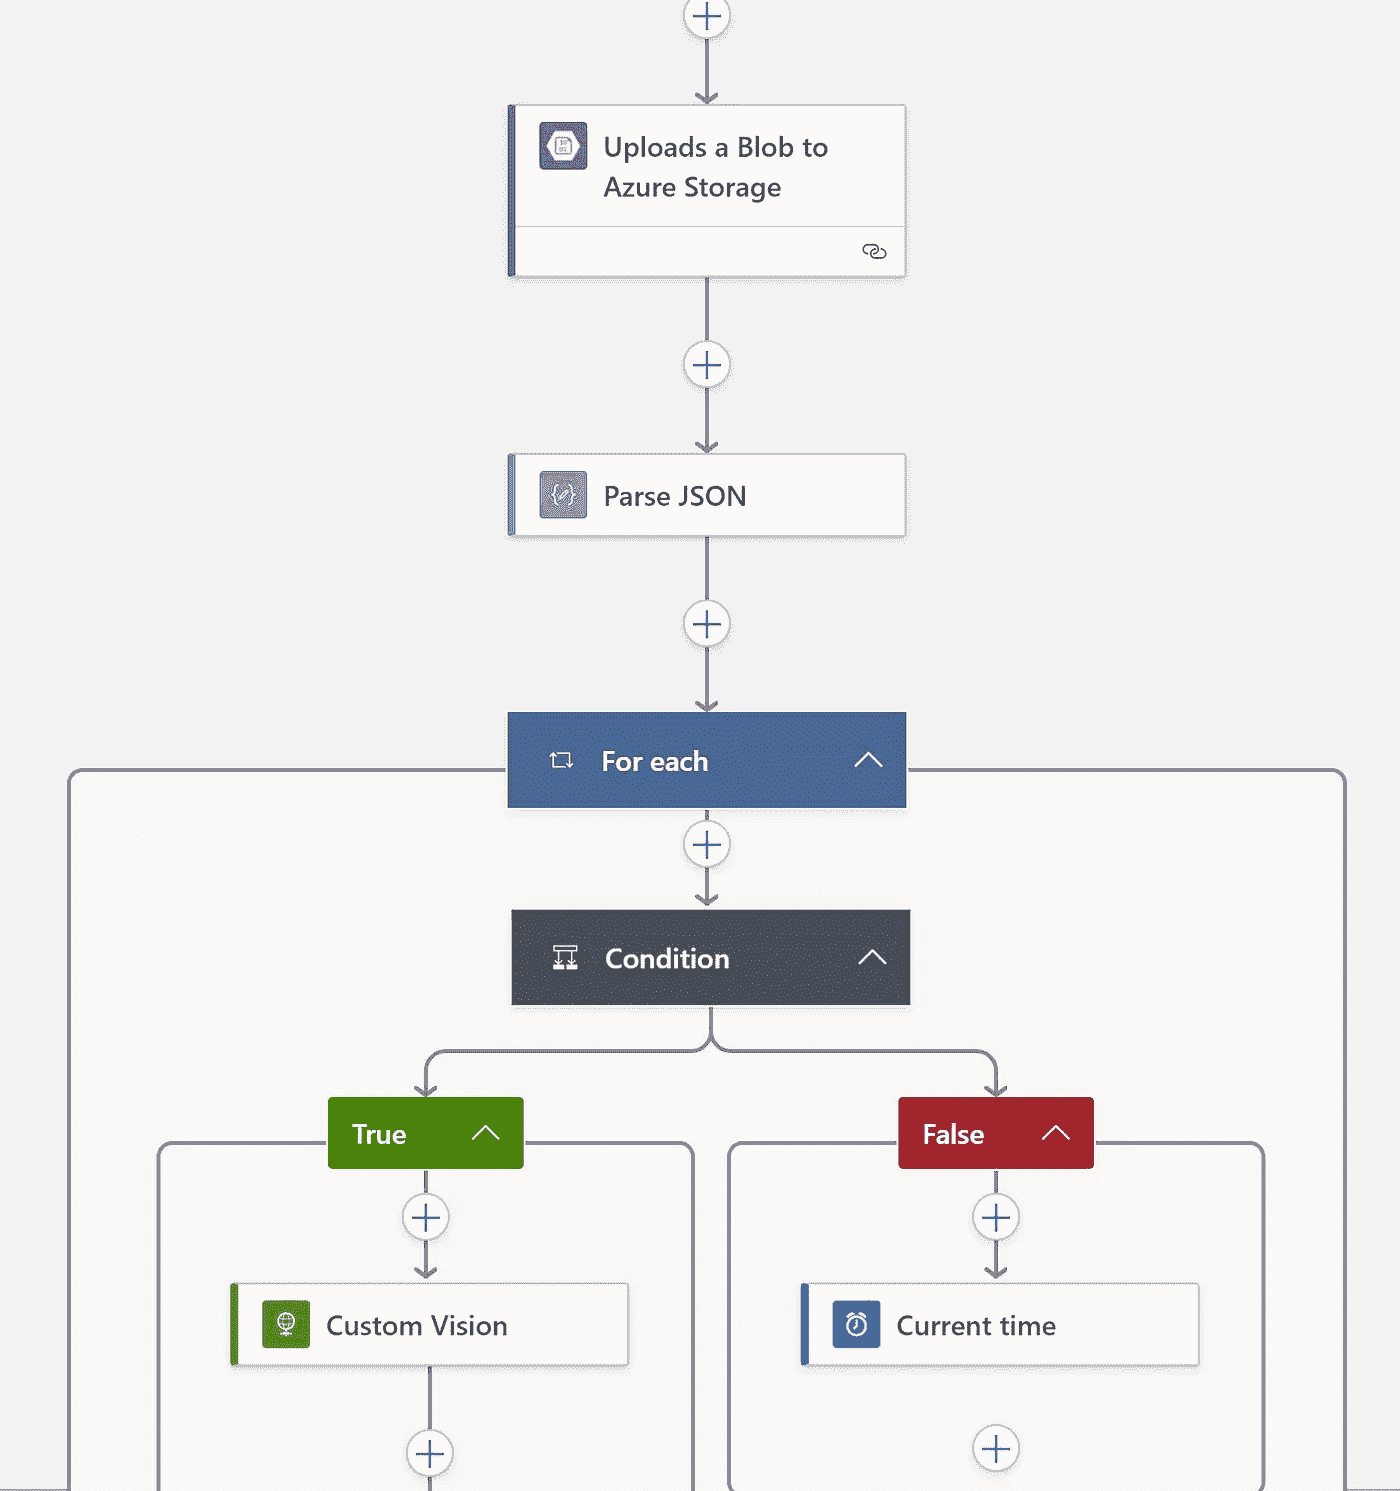 Uploads a Blob to
Azure Storage
Parse JSON
For each
Condition
True
False
Custom Vision
Current time